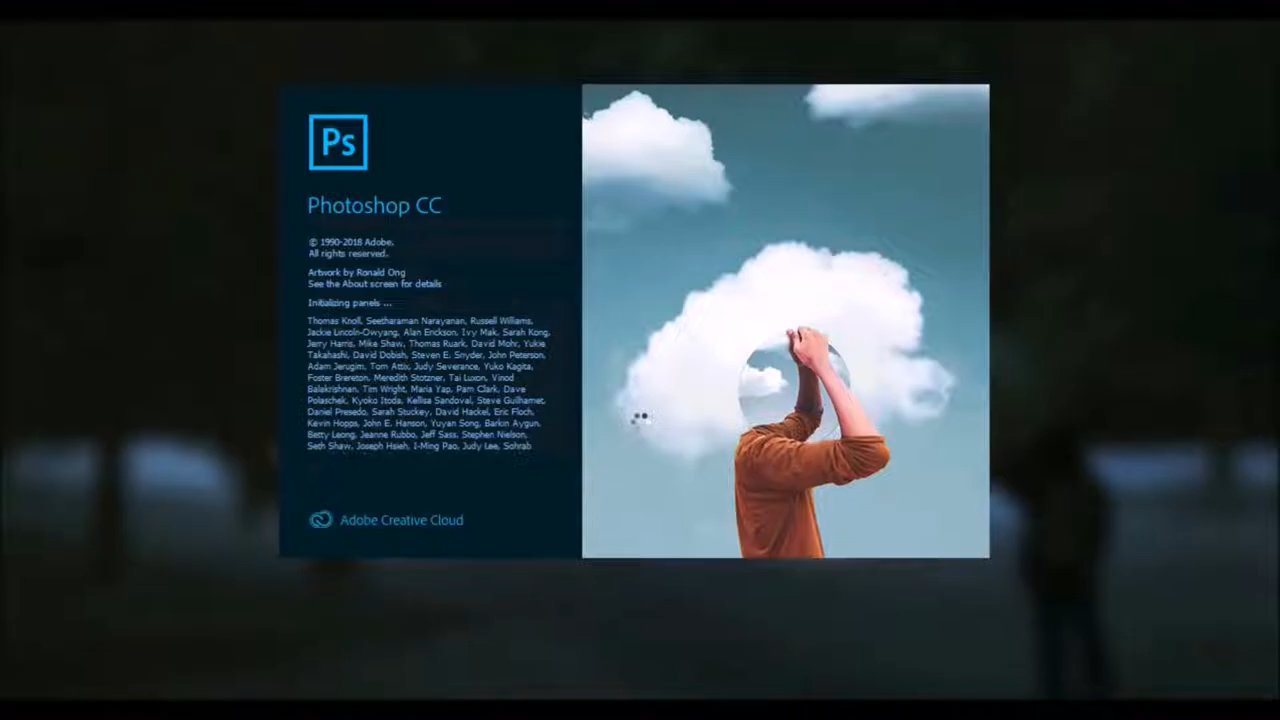 Ps
Photoshop CC
© 1990-2018 Adobe.
All rights reserved.
Artwork by Ronald Ong
See the About screen for details
Initializing panels ...
Thomas Knoll, Seetharaman Narayanan, Russell Williams,
Jackie Lincoln-Owyang, Alan Erickson, Ivy Mak, Sarah Kong,
Jerry Harris, Mike Shaw, Thomas Ruark, David Mohr, Yukie
Takahashi, David Dobish, Steven E. Snyder, John Peterson,
Adam Jerugim, Tom Attix, Judy Severance, Yuko Kagita,
Foster Brereton, Meredith Stotzner, Tai Luxon, Vinod
Balakrishnan, Tim Wright, Maria Yap, Pam Clark, Dave
Polaschek, Kyoko Itoda, Kellisa Sandoval, Steve Guilhamet,
Daniel Presedo, Sarah Stuckey, David Hackel, Eric Floch,
Kevin Hopps, John E. Hanson, Yuyan Song, Barkin Aygun,
Betty Leong, Jeanne Rubbo, Jeff Sass, Stephen Nielson,
Seth Shaw, Joseph Hsieh, I-Ming Pao, Judy Lee, Sohrab
Adobe Creative Cloud